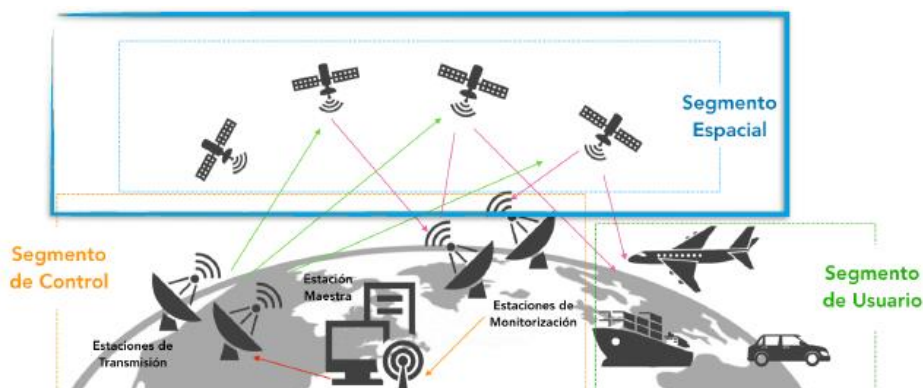 Segmento
Espacial
Segmento
de Control
Estación
Maestra
Estaciones de
Monitorización
Estaciones de
Transmisión
Segmento
de Usuario